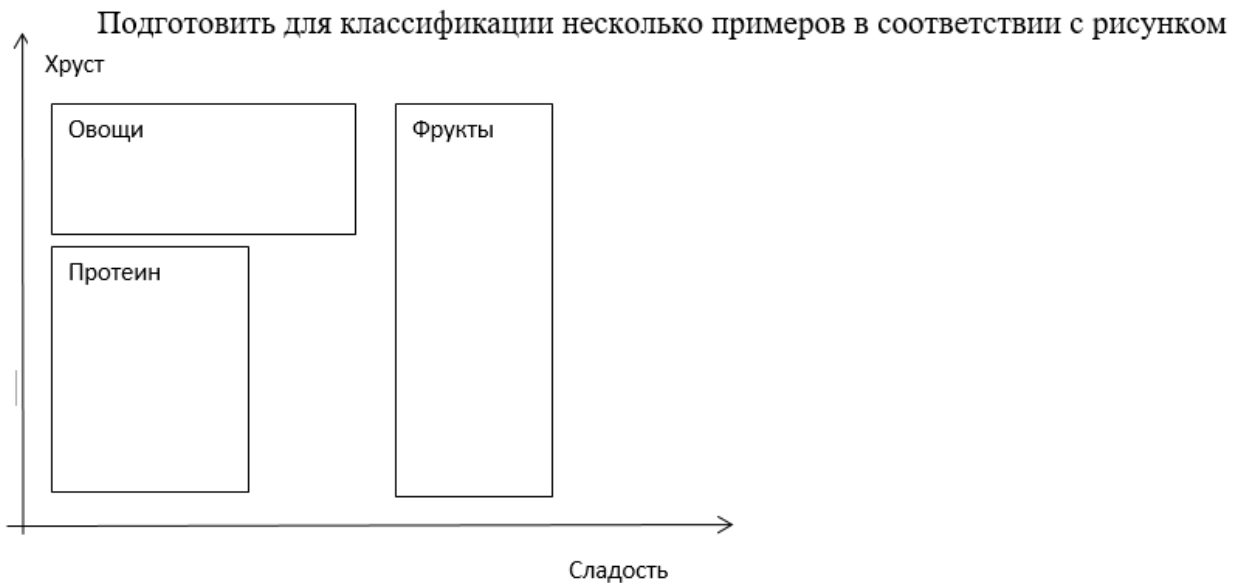 Подготовить для классификации несколько примеров в соответствии с рисунком
Хруст
Овощи
Фрукты
Протеин
Сладость